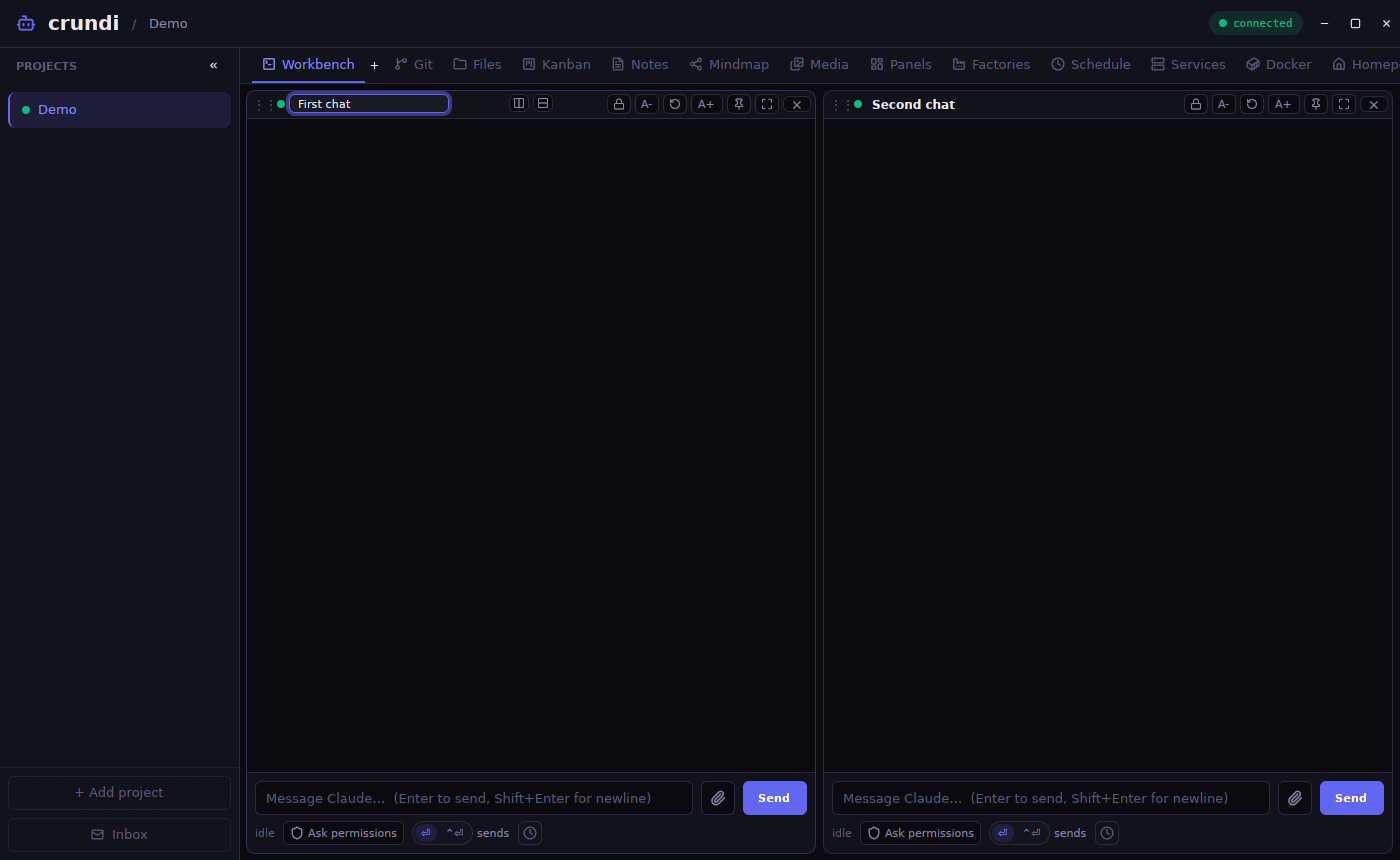 crundi / Demo
connected
PROJECTS «
Workbench + Git Files Kanban Notes Mindmap Media Panels Factories Schedule Services Docker Homep
Demo
First chat A- A+
Second chat A- A+
Message Claude... (Enter to send, Shift+Enter for newline) Send
idle Ask permissions ⏎ ⌃⏎ sends
Message Claude... (Enter to send, Shift+Enter for newline) Send
idle Ask permissions ⏎ ⌃⏎ sends
+ Add project
Inbox